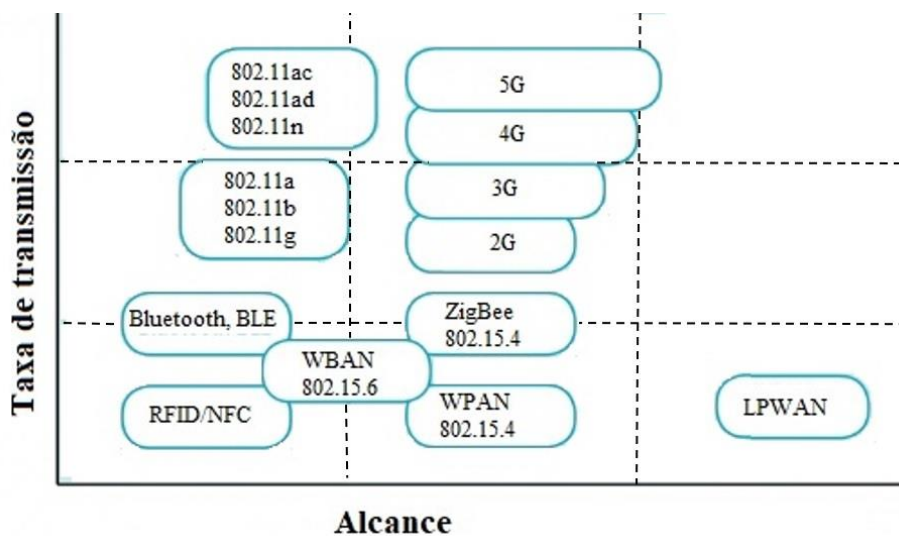 Taxa de transmissão
802.11ac
802.11ad
802.11n
5G
4G
802.11a
802.11b
802.11g
3G
2G
Bluetooth, BLE
ZigBee
802.15.4
WBAN
802.15.6
RFID/NFC
WPAN
802.15.4
LPWAN
Alcance